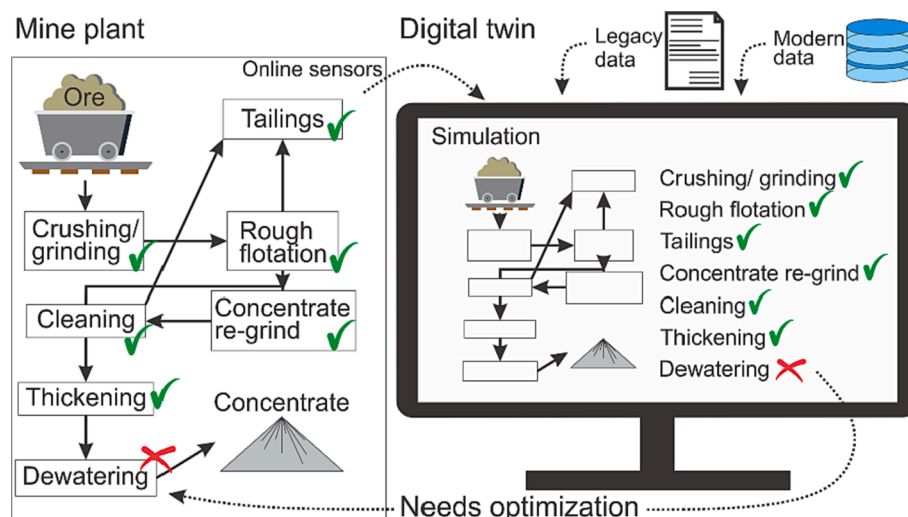 Mine plant
Ore
Tailings
Crushing/
grinding
Rough
flotation
Cleaning
Concentrate
re-grind
Thickening
Concentrate
Dewatering
Online sensors
Digital twin
Legacy
data
Modern
data
Simulation
Crushing/ grinding
Rough flotation
Tailings
Concentrate re-grind
Cleaning
Thickening
Dewatering
Needs optimization